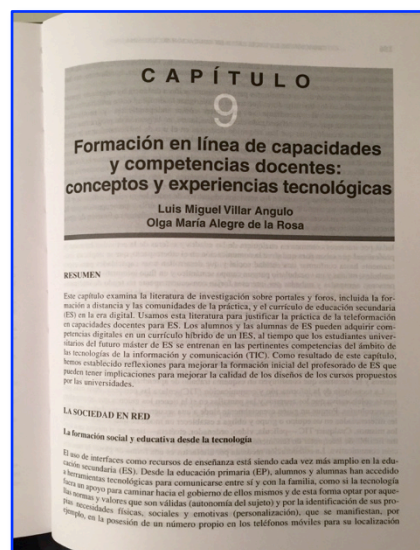 CAPÍTULO
9
Formación en línea de capacidades
y competencias docentes:
conceptos y experiencias tecnológicas
Luis Miguel Villar Angulo
Olga María Alegre de la Rosa
RESUMEN
Este capítulo examina la literatura de investigación sobre portales y foros, incluida la for-
mación a distancia y las comunidades de la práctica, y el currículo de educación secundaria
(ES) en la era digital. Usamos esta literatura para justificar la práctica de la teleformación
en capacidades docentes para ES. Los alumnos y las alumnas de ES pueden adquirir com-
petencias digitales en un currículo híbrido de un IES, al tiempo que los estudiantes univer-
sitarios del futuro máster de ES se entrenan en las pertinentes competencias del ámbito de
las tecnologías de la información y comunicación (TIC). Como resultado de este capítulo,
hemos establecido reflexiones para mejorar la formación inicial del profesorado de ES que
pueden tener implicaciones para mejorar la calidad de los diseños de los cursos propuestos
por las universidades.
LA SOCIEDAD EN RED
La formación social y educativa desde la tecnología
El uso de interfaces como recursos de enseñanza está siendo cada vez más amplio en la edu-
cación secundaria (ES). Desde la educación primaria (EP), alumnos y alumnas han accedido
a herramientas tecnológicas para comunicarse entre sí y con la familia, como si la tecnología
fuera un apoyo para caminar hacia el gobierno de ellos mismos y de esta forma optar por aque-
llas normas y valores que son válidas (autonomía del sujeto) y por la identificación de sus pro-
pias necesidades físicas, sociales y emotivas (personalización), que se manifiestan, por
ejemplo, en la posesión de un número propio en los teléfonos móviles para su localización